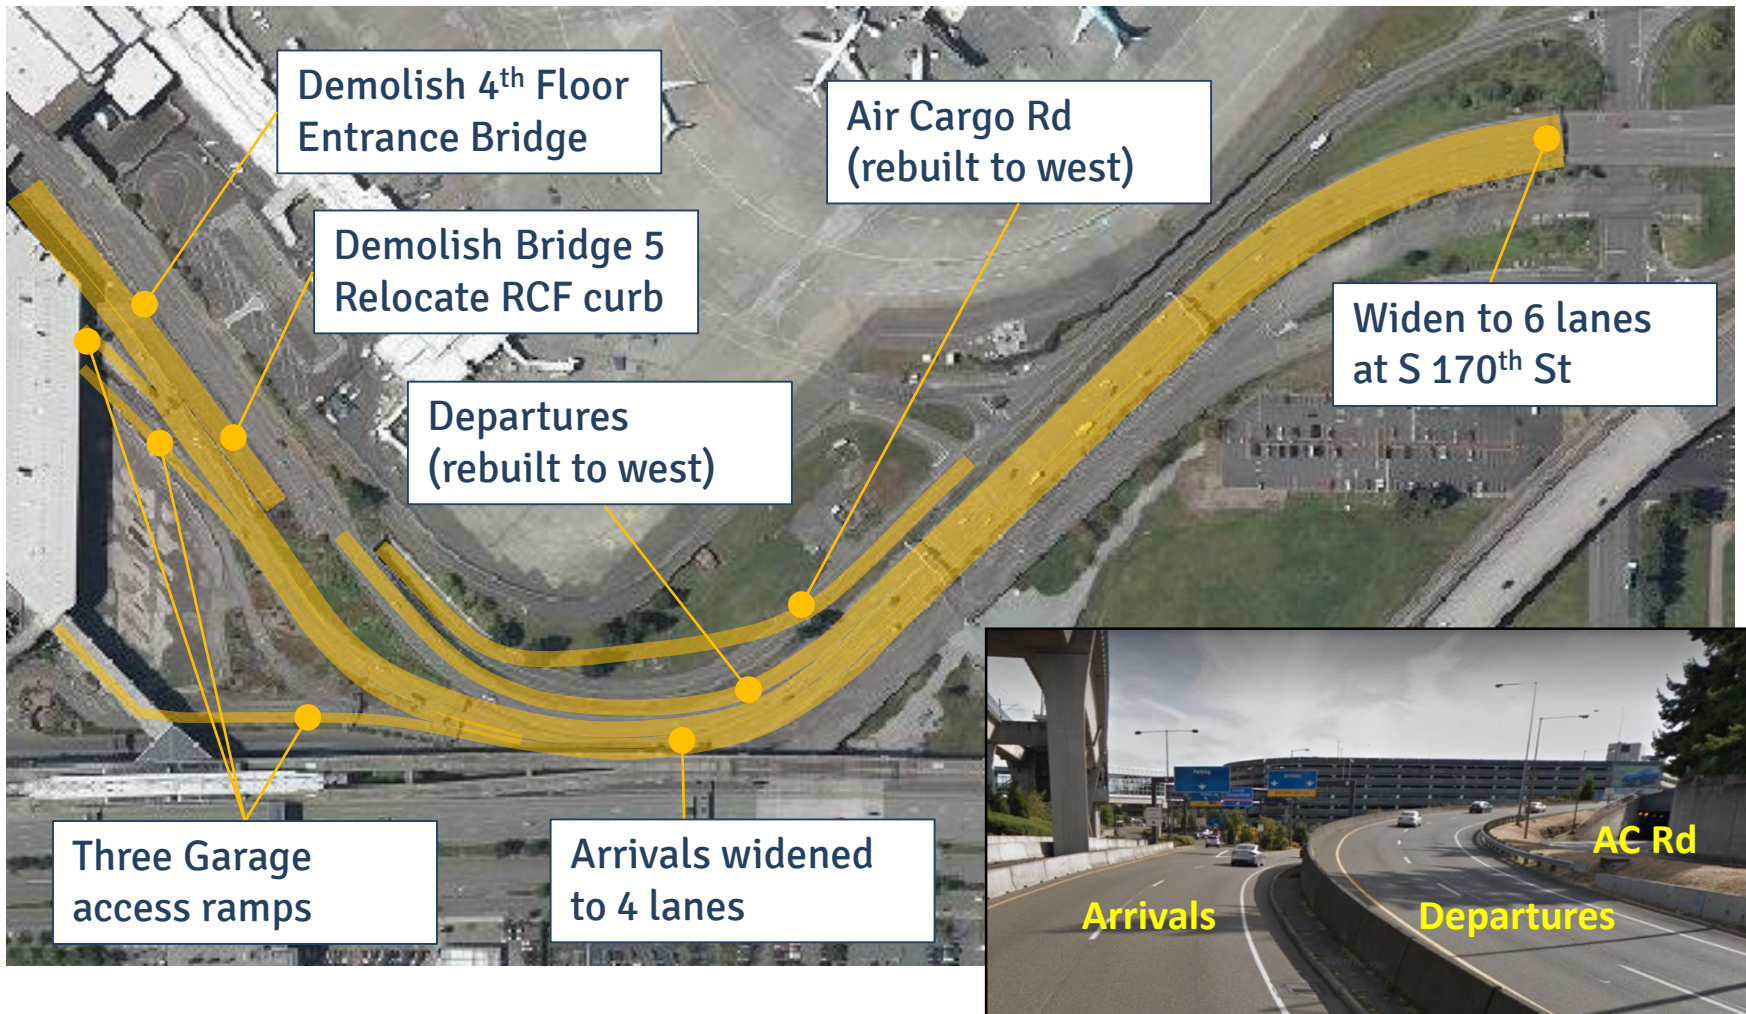 Demolish 4th Floor
Entrance Bridge
Air Cargo Rd
(rebuilt to west)
Demolish Bridge 5
Relocate RCF curb
Widen to 6 lanes
at S 170th St
Departures
(rebuilt to west)
Three Garage
access ramps
Arrivals widened
to 4 lanes
AC Rd
Arrivals
Departures